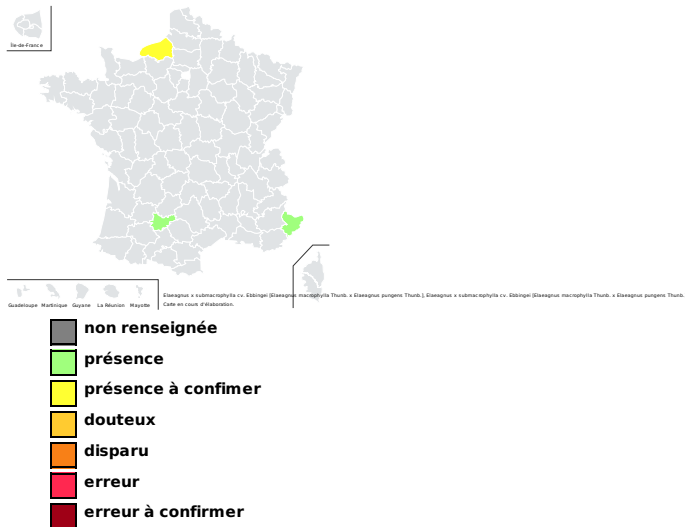 Île-de-France
Guadeloupe Martinique Guyane La Réunion Mayotte
Elaeagnus x submacrophylla cv. Ebbingei [Elaeagnus macrophylla Thunb. x Elaeagnus pungens Thunb.], Elaeagnus x submacrophylla cv. Ebbingei [Elaeagnus macrophylla Thunb. x Elaeagnus pungens Thunb.
Carte en cours d'élaboration.
non renseignée
présence
présence à confimer
douteux
disparu
erreur
erreur à confirmer